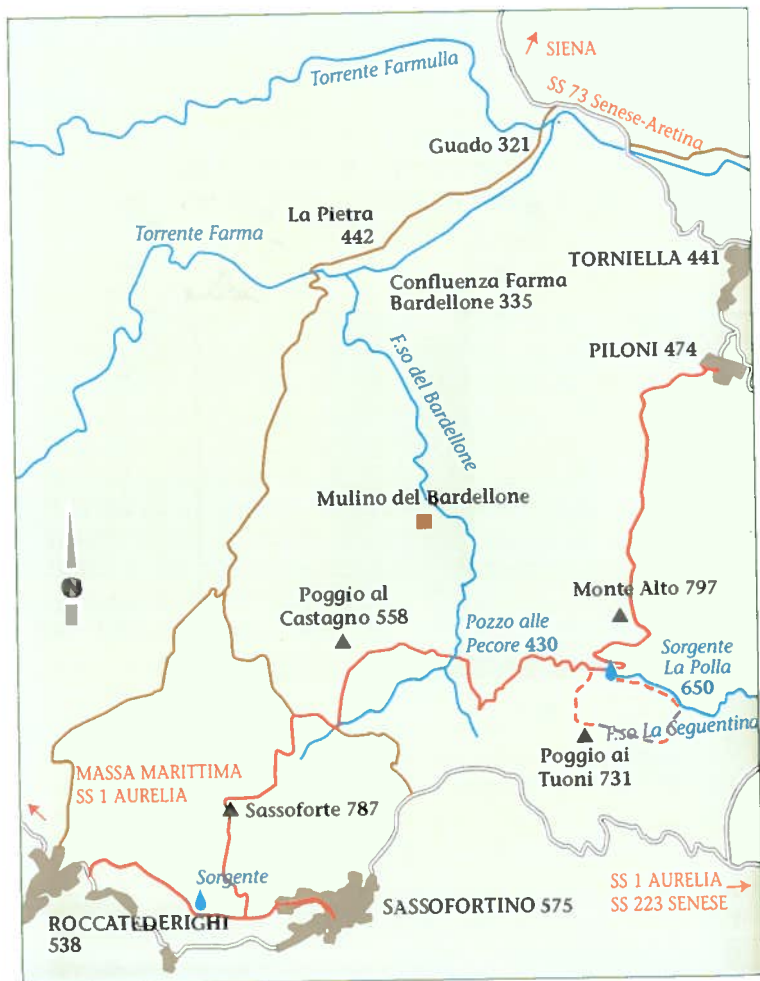 SIENA
Torrente Farmulla
SS 73 Senese-Aretina
Guado 321
La Pietra
442
Torrente Farma
TORNIELLA 441
Confluenza Farma
Bardellone 335
PILONI 474
F.so del Bardellone
Mulino del Bardellone
N
Poggio al
Castagno 558
Monte Alto 797
Pozzo alle
Pecore 430
Sorgente
La Polla
650
F.so La Seguentina
Poggio ai
Tuoni 731
MASSA MARITTIMA
SS 1 AURELIA
Sassoforte 787
Sorgente
SS 1 AURELIA
SS 223 SENESE
SASSOFORTINO 575
ROCCATEDERIGHI
538